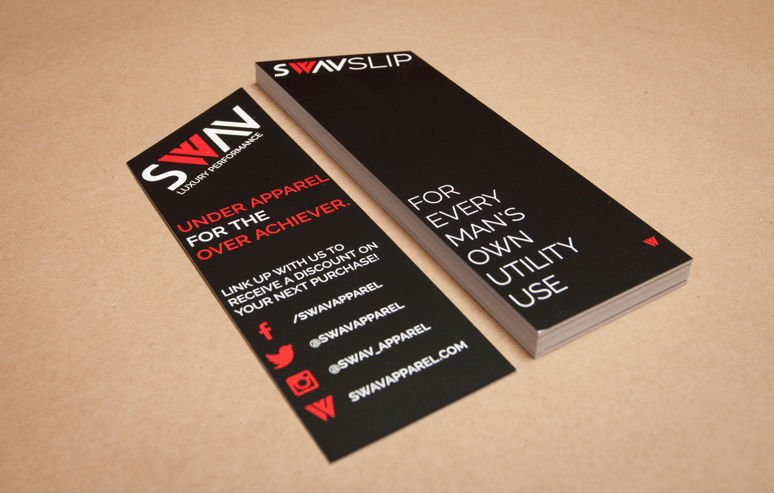 SWAV
LUXURY PERFORMANCE
UNDER APPAREL
FOR THE
OVER ACHIEVER.
LINK UP WITH US TO
RECEIVE A DISCOUNT ON
YOUR NEXT PURCHASE!
/SWAVAPPAREL
@SWAVAPPAREL
@SWAV_APPAREL
SWAVAPPAREL.COM
SWAVSLIP
FOR
EVERY
MAN'S
OWN
UTILITY
USE